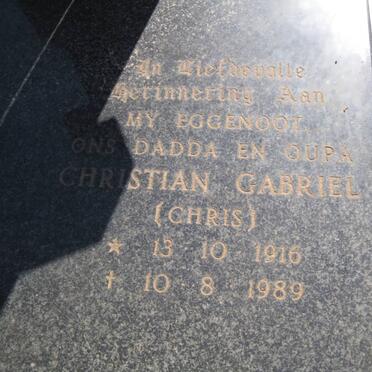 In Liefdevolle
Herinnering Aan
MY EGGENOOT
ONS DADDA EN OUPA
CHRISTIAN GABRIEL
(CHRIS)
* 13 10 1916
† 10 8 1989